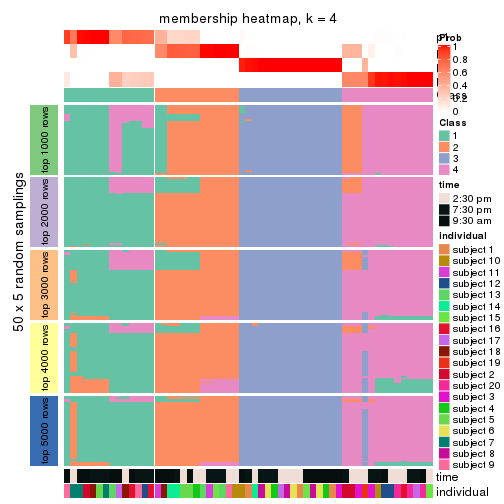 membership heatmap, k = 4
50 x 5 random samplings
top 1000 rows
top 2000 rows
top 3000 rows
top 4000 rows
top 5000 rows
Prob
1
0.8
0.6
0.4
0.2
0
Class
1
2
3
4
time
2:30 pm
7:30 pm
9:30 am
individual
subject 1
subject 10
subject 11
subject 12
subject 13
subject 14
subject 15
subject 16
subject 17
subject 18
subject 19
subject 2
subject 20
subject 3
subject 4
subject 5
subject 6
subject 7
subject 8
subject 9
time
individual